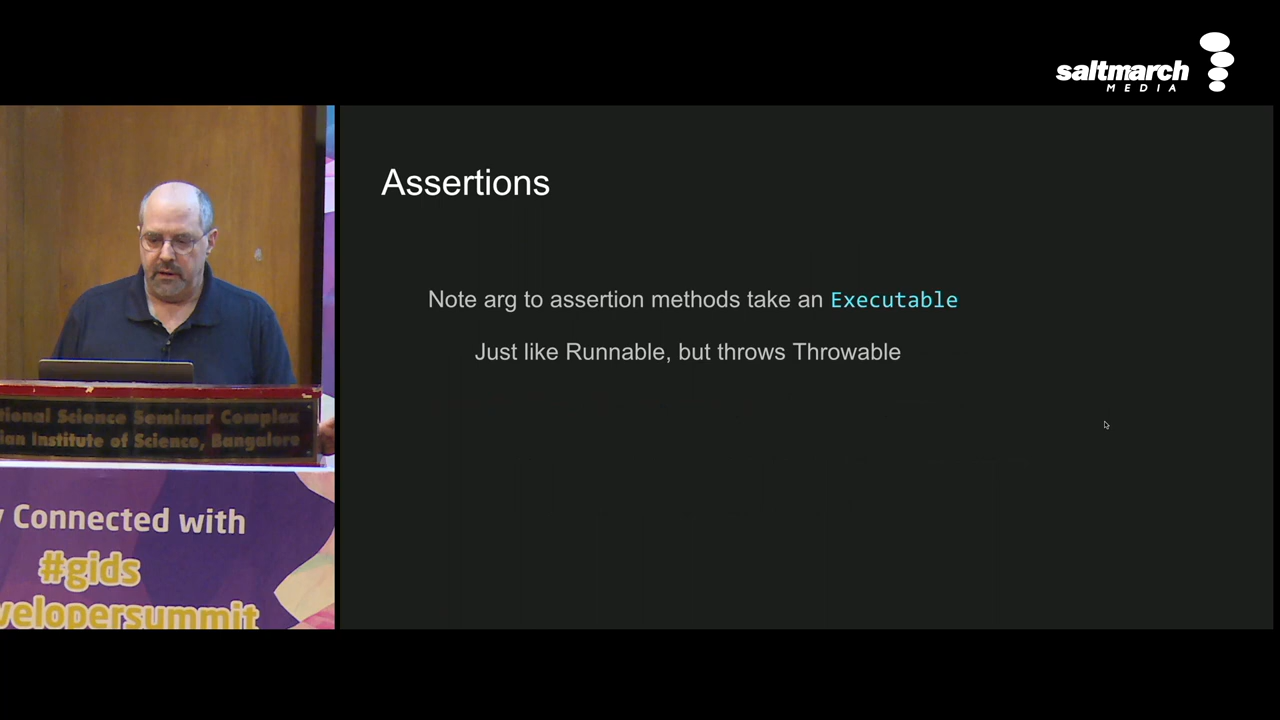 saltmarch
MEDIA
Assertions
Note arg to assertion methods take an Executable
Just like Runnable, but throws Throwable
tional Science Seminar Complex
ian Institute of Science, Bangalore
y Connected with
#gids
velopersummit